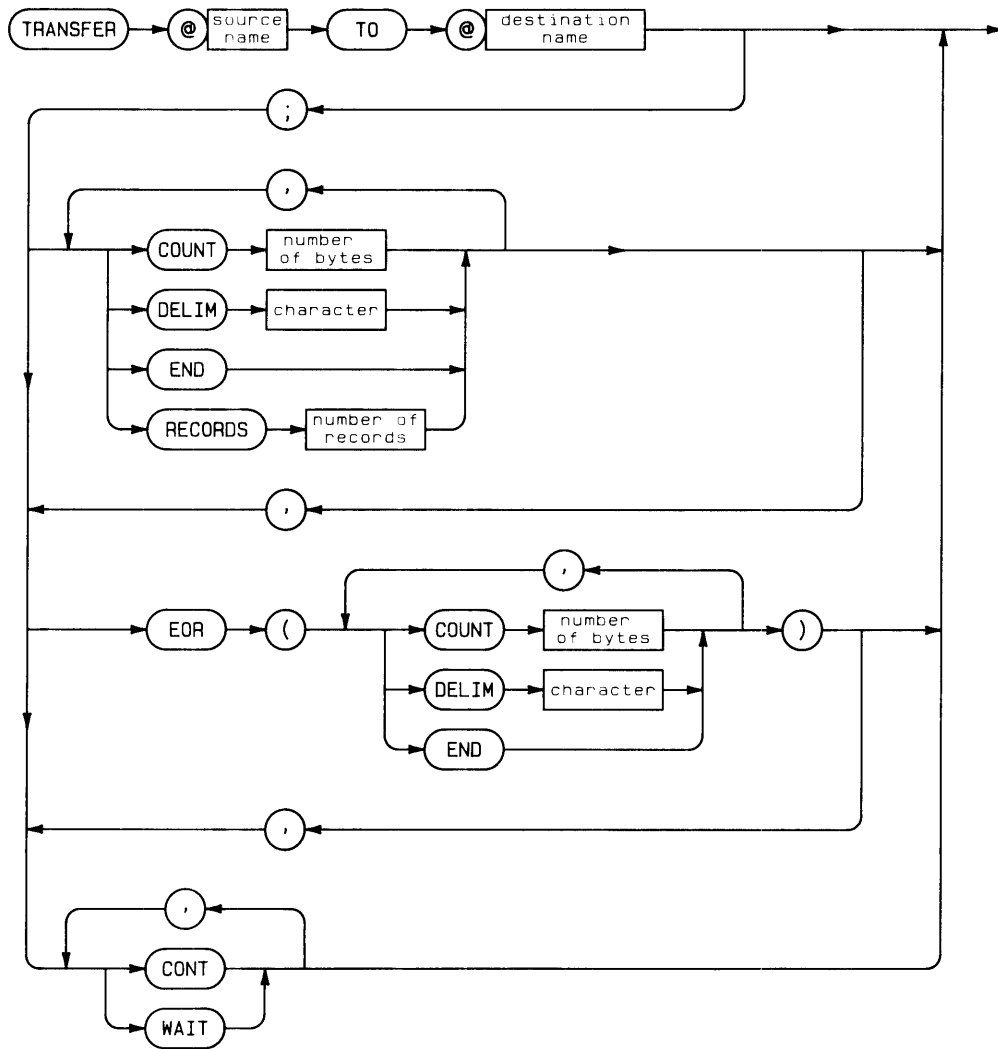 TRANSFER @ source name TO @ destination name
;
,
COUNT number of bytes
DELIM character
END
RECORDS number of records
,
,
EOR ( COUNT number of bytes )
DELIM character
END
,
,
CONT
WAIT